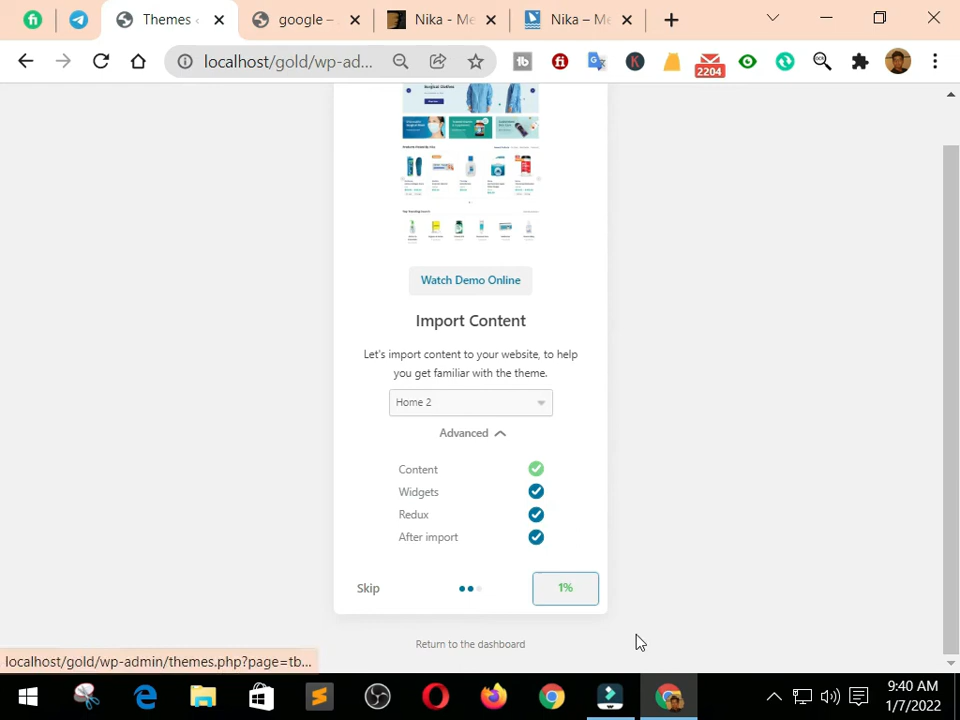 Themes
google –
Nika - Me
Nika – Me
localhost/gold/wp-ad...
2204
Surgical Clothes
Watch Demo Online
Import Content
Let's import content to your website, to help
you get familiar with the theme.
Home 2
Advanced
Content
Widgets
Redux
After import
Skip
1%
Return to the dashboard
localhost/gold/wp-admin/themes.php?page=tb...
9:40 AM
1/7/2022